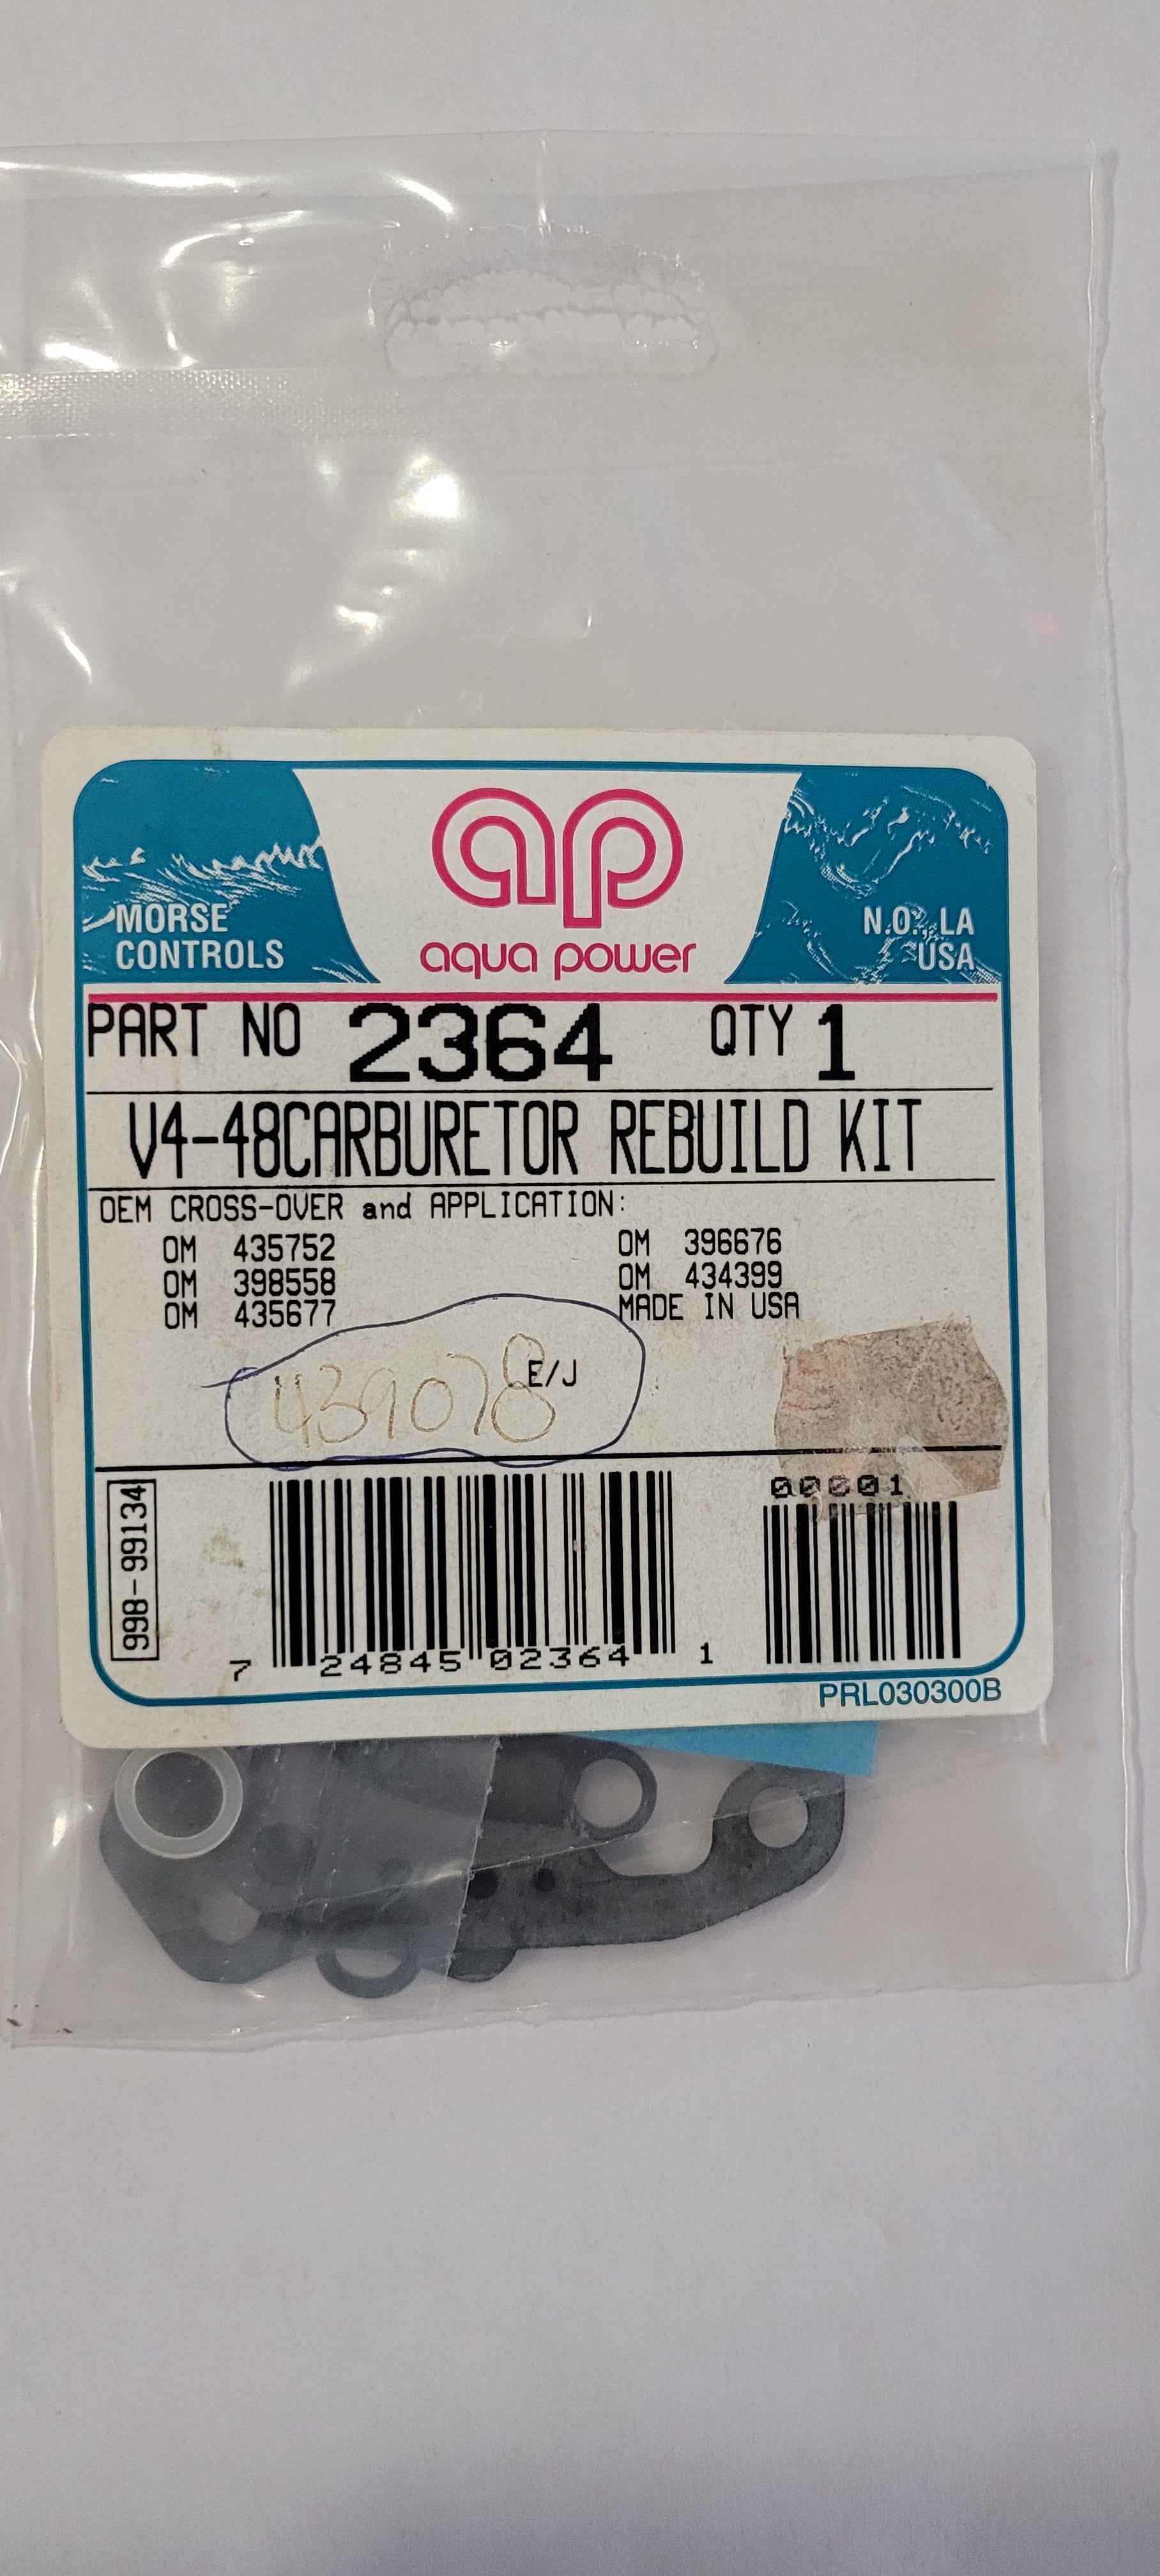 ap
MORSE
CONTROLS
aqua power
N.O., LA
USA
PART NO 2364 QTY 1
V4-48CARBURETOR REBUILD KIT
OEM CROSS-OVER and APPLICATION:
OM 435752 OM 396676
OM 398558 OM 434399
OM 435677 MADE IN USA
439078
E/J
998-99134
00001
7 24845 02364 1
PRL030300B